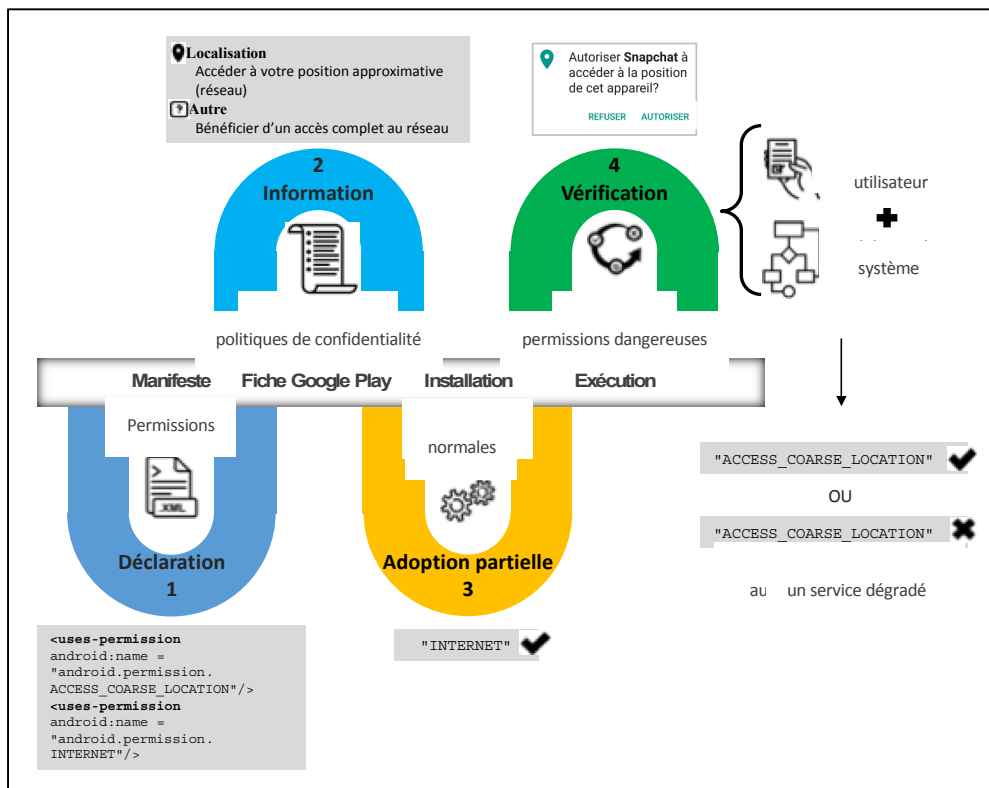 Localisation
Accéder à votre position approximative
(réseau)
Autre
Bénéficier d'un accès complet au réseau
2
Information
politiques de confidentialité
Autoriser Snapchat à
accéder à la position
de cet appareil?
REFUSER AUTORISER
4
Vérification
permissions dangereuses
utilisateur
système
Manifeste Fiche Google Play Installation Exécution
Permissions
.XML
Déclaration
1
<uses-permission
android:name =
"android.permission.
ACCESS_COARSE_LOCATION"/>
<uses-permission
android:name =
"android.permission.
INTERNET"/>
normales
Adoption partielle
3
"INTERNET"
"ACCESS_COARSE_LOCATION"
OU
"ACCESS_COARSE_LOCATION"
un service dégradé